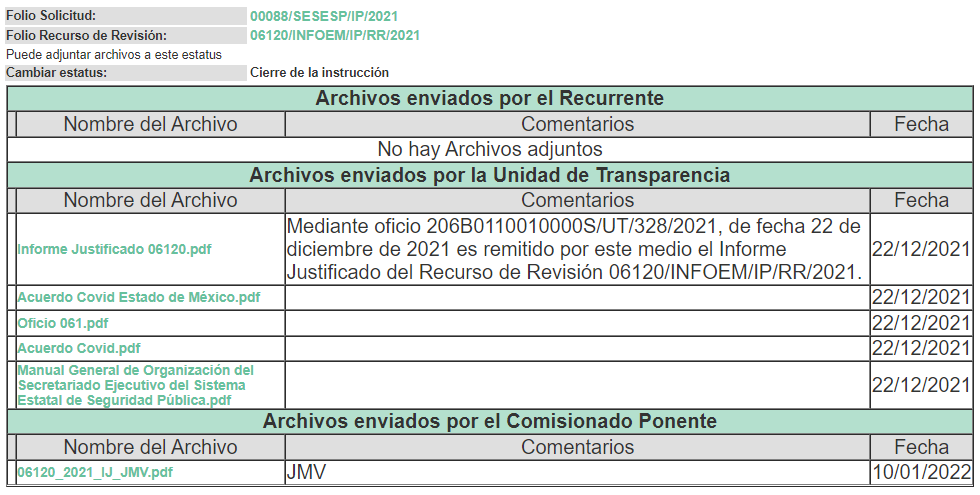 Folio Solicitud: 00088/SESESP/IP/2021
Folio Recurso de Revisión: 06120/INFOEM/IP/RR/2021
Puede adjuntar archivos a este estatus
Cambiar estatus: Cierre de la instrucción
Archivos enviados por el Recurrente
Nombre del Archivo Comentarios Fecha
No hay Archivos adjuntos
Archivos enviados por la Unidad de Transparencia
Nombre del Archivo Comentarios Fecha
Informe Justificado 06120.pdf
Mediante oficio 206B0110010000S/UT/328/2021, de fecha 22 de
diciembre de 2021 es remitido por este medio el Informe
Justificado del Recurso de Revisión 06120/INFOEM/IP/RR/2021.
22/12/2021
Acuerdo Covid Estado de México.pdf 22/12/2021
Oficio 061.pdf 22/12/2021
Acuerdo Covid.pdf 22/12/2021
Manual General de Organización del
Secretariado Ejecutivo del Sistema
Estatal de Seguridad Pública.pdf
22/12/2021
Archivos enviados por el Comisionado Ponente
Nombre del Archivo Comentarios Fecha
06120_2021_IJ_JMV.pdf JMV 10/01/2022